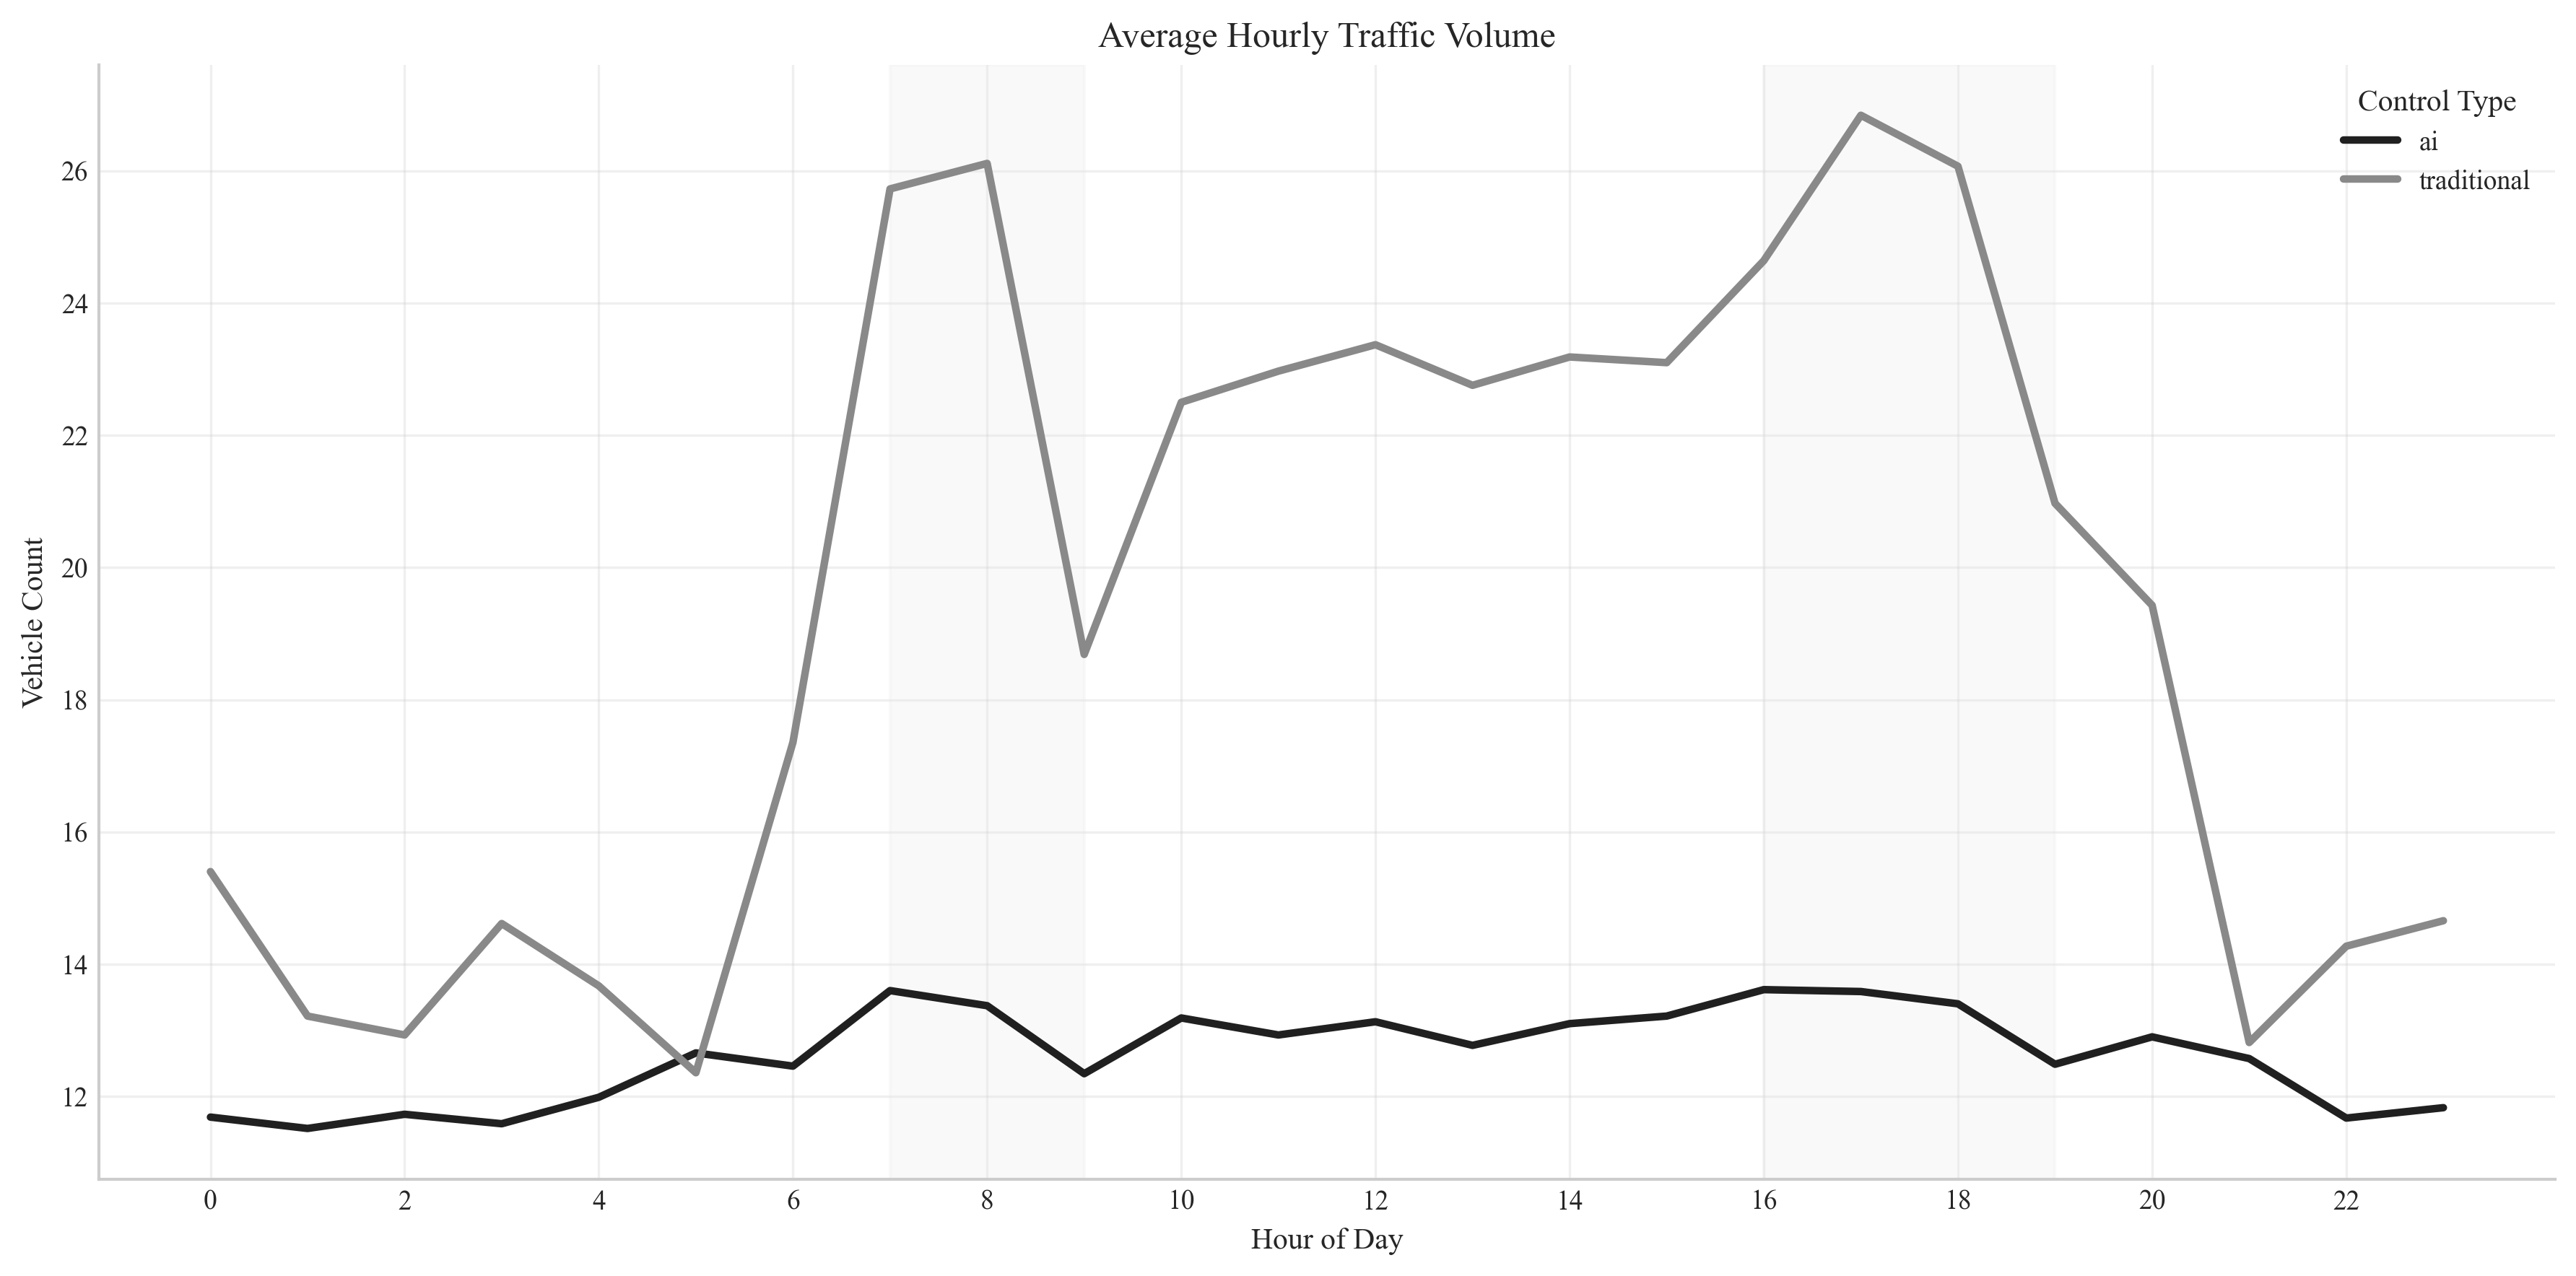 Average Hourly Traffic Volume
Control Type
ai
traditional
26
24
22
20
18
16
14
12
Vehicle Count
0 2 4 6 8 10 12 14 16 18 20 22
Hour of Day